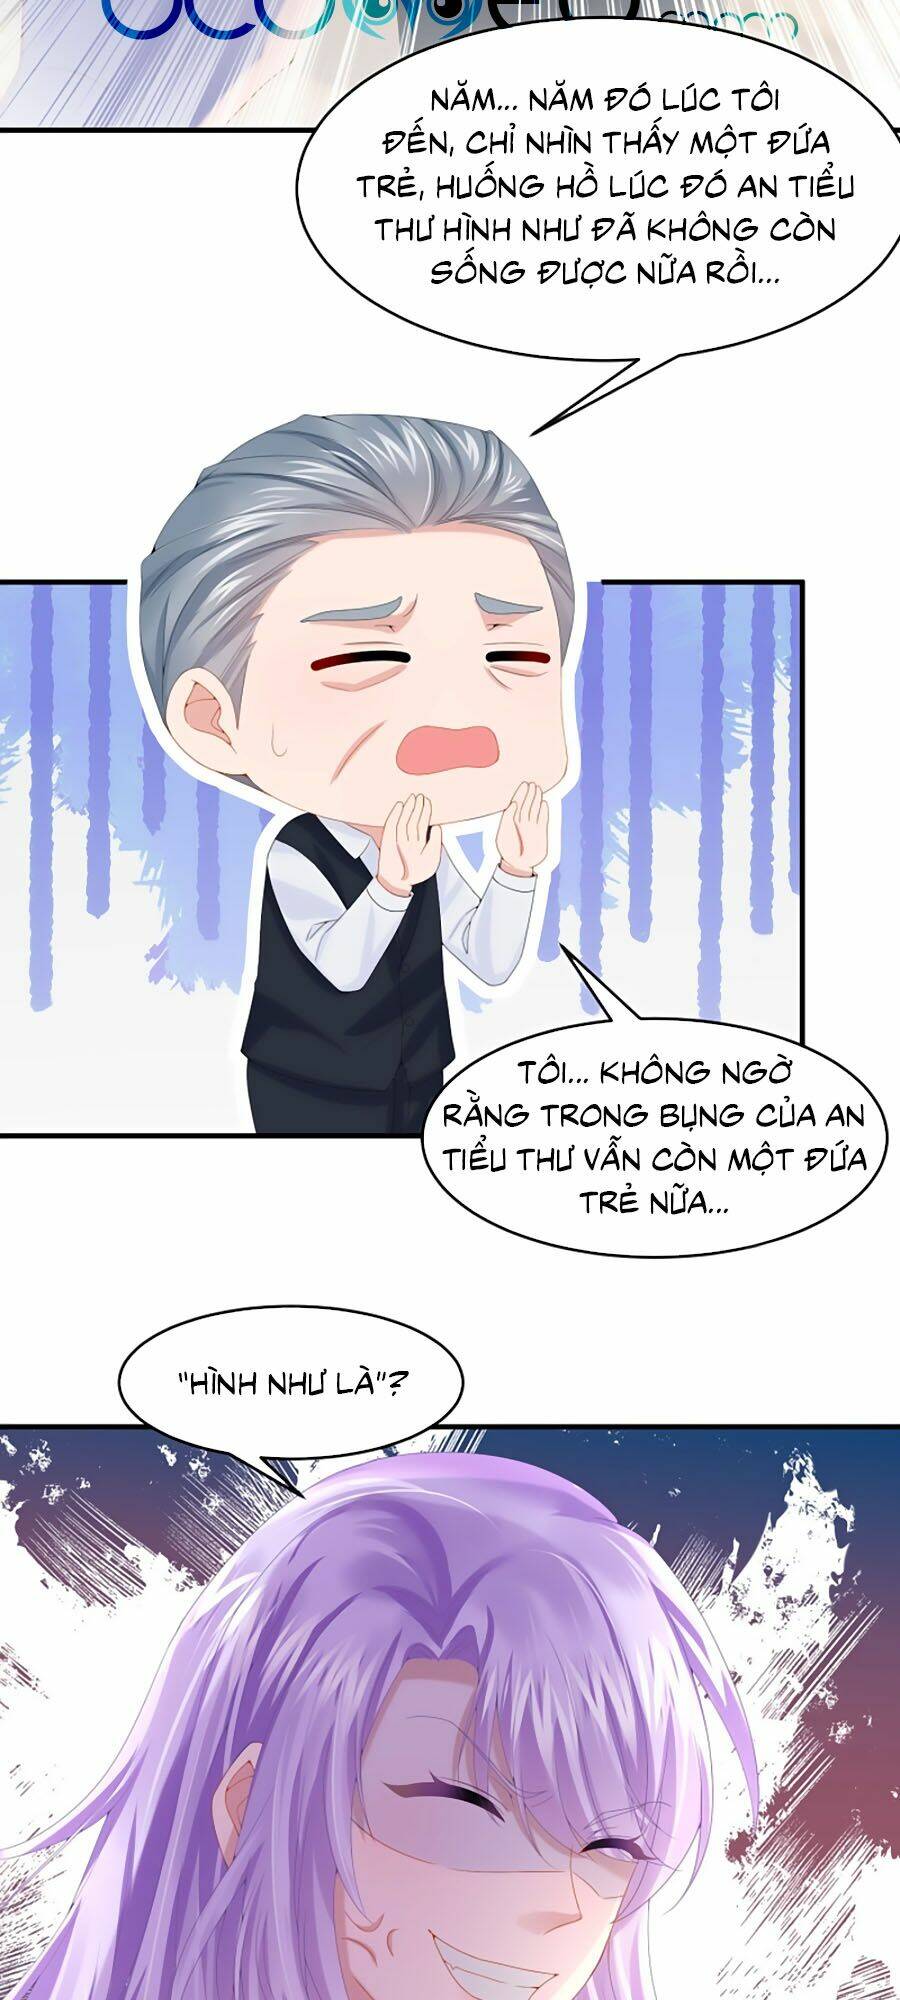 NĂM... NĂM ĐÓ LÚC TÔI
ĐẾN, CHỈ NHÌN THẤY MỘT ĐỨA
TRẺ, HUỐNG HỒ LÚC ĐÓ AN TIỂU
THƯ HÌNH NHƯ ĐÃ KHÔNG CÒN
SỐNG ĐƯỢC NỮA RỒI...
TÔI... KHÔNG NGỜ
RẰNG TRONG BỤNG CỦA AN
TIỂU THƯ VẪN CÒN MỘT ĐỨA
TRẺ NỮA...
"HÌNH NHƯ LÀ"?